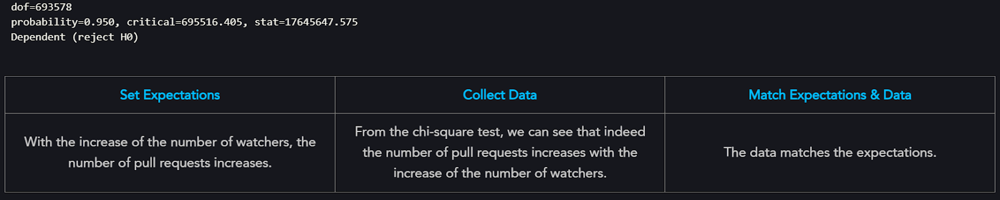 dof=693578
probability=0.950, critical=695516.405, stat=17645647.575
Dependent (reject H0)
Set Expectations
Collect Data
Match Expectations & Data
With the increase of the number of watchers, the
number of pull requests increases.
From the chi-square test, we can see that indeed
the number of pull requests increases with the
increase of the number of watchers.
The data matches the expectations.